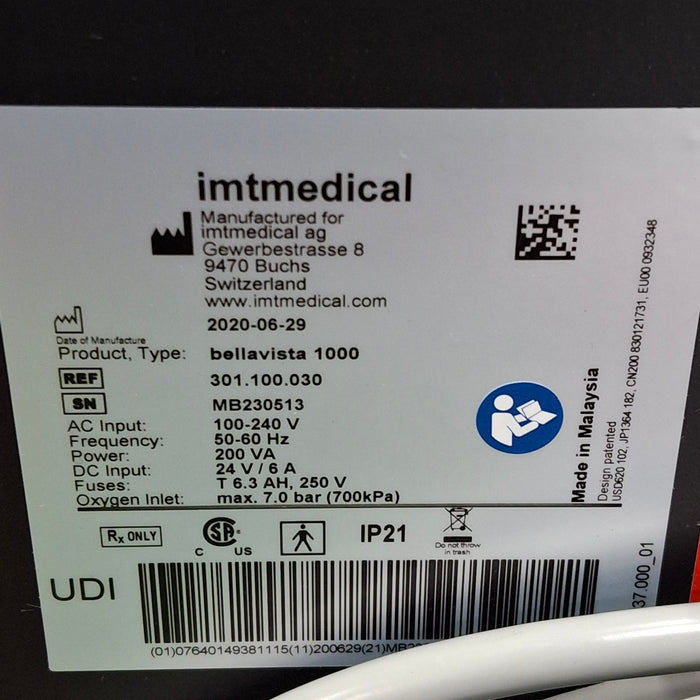 imtmedical
Manufactured for
imtmedical ag
Gewerbestrasse 8
9470 Buchs
Switzerland
www.imtmedical.com
2020-06-29
Date of Manufacture
Product, Type: bellavista 1000
REF 301.100.030
SN MB230513
AC Input: 100-240 V
Frequency: 50-60 Hz
Power: 200 VA
DC Input: 24 V / 6 A
Fuses: T 6.3 AH, 250 V
Oxygen Inlet: max. 7.0 bar (700kPa)
Made in Malaysia
Design patented
USD620 102, JP1364 182, CN200 830121731, EU00 0932348
Rx ONLY
SA
C US
IP21
Do not throw
in trash
UDI
(01)07640149381115(11)200629(21)
37.000_01